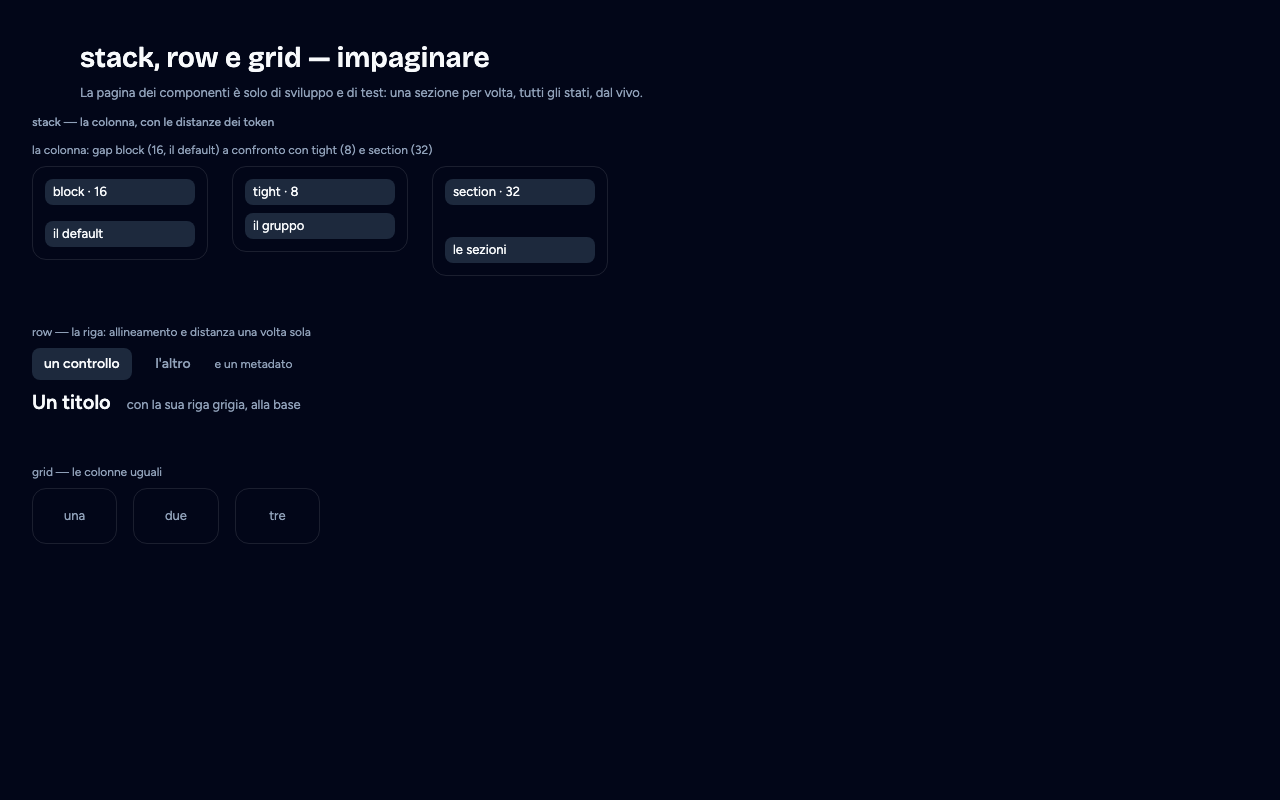 stack, row e grid — impaginare
La pagina dei componenti è solo di sviluppo e di test: una sezione per volta, tutti gli stati, dal vivo.
stack — la colonna, con le distanze dei token
la colonna: gap block (16, il default) a confronto con tight (8) e section (32)
block · 16
il default
tight · 8
il gruppo
section · 32
le sezioni
row — la riga: allineamento e distanza una volta sola
un controllo l'altro e un metadato
Un titolo con la sua riga grigia, alla base
grid — le colonne uguali
una due tre